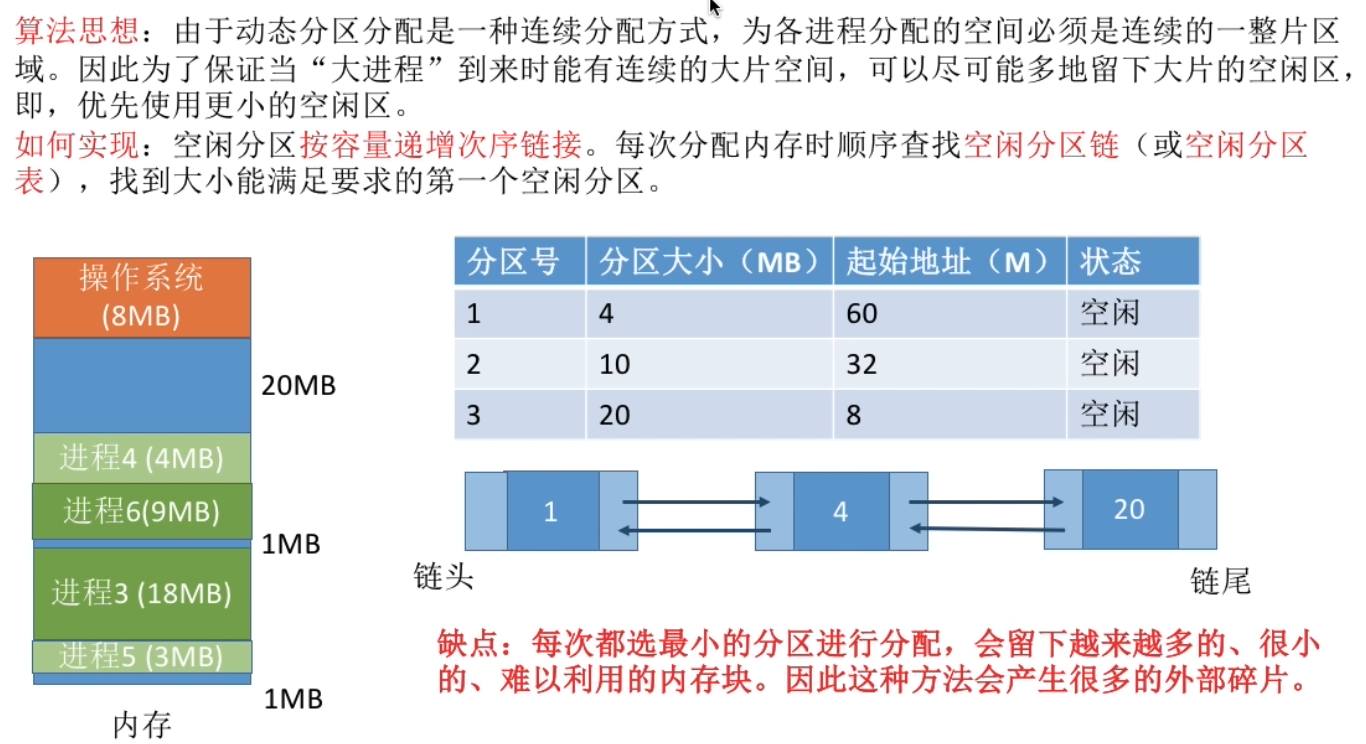 算法思想：由于动态分区分配是一种连续分配方式，为各进程分配的空间必须是连续的一整片区
域。因此为了保证当“大进程”到来时能有连续的大片空间，可以尽可能多地留下大片的空闲区，
即，优先使用更小的空闲区。
如何实现：空闲分区按容量递增次序链接。每次分配内存时顺序查找空闲分区链（或空闲分区
表），找到大小能满足要求的第一个空闲分区。
操作系统
(8MB)
20MB
进程4 (4MB)
进程6(9MB)
1MB
进程3 (18MB)
进程5 (3MB)
1MB
内存
分区号 分区大小（MB） 起始地址（M） 状态
1 4 60 空闲
2 10 32 空闲
3 20 8 空闲
1 4 20
链头 链尾
缺点：每次都选最小的分区进行分配，会留下越来越多的、很小
的、难以利用的内存块。因此这种方法会产生很多的外部碎片。